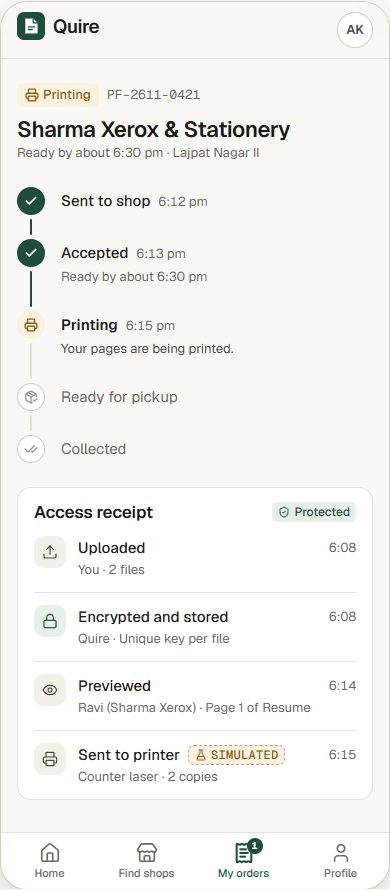 Quire
AK
Printing PF-2611-0421
Sharma Xerox & Stationery
Ready by about 6:30 pm · Lajpat Nagar II
Sent to shop 6:12 pm
Accepted 6:13 pm
Ready by about 6:30 pm
Printing 6:15 pm
Your pages are being printed.
Ready for pickup
Collected
Access receipt Protected
Uploaded 6:08
You · 2 files
Encrypted and stored 6:08
Quire · Unique key per file
Previewed 6:14
Ravi (Sharma Xerox) · Page 1 of Resume
Sent to printer SIMULATED 6:15
Counter laser · 2 copies
1
Home Find shops My orders Profile